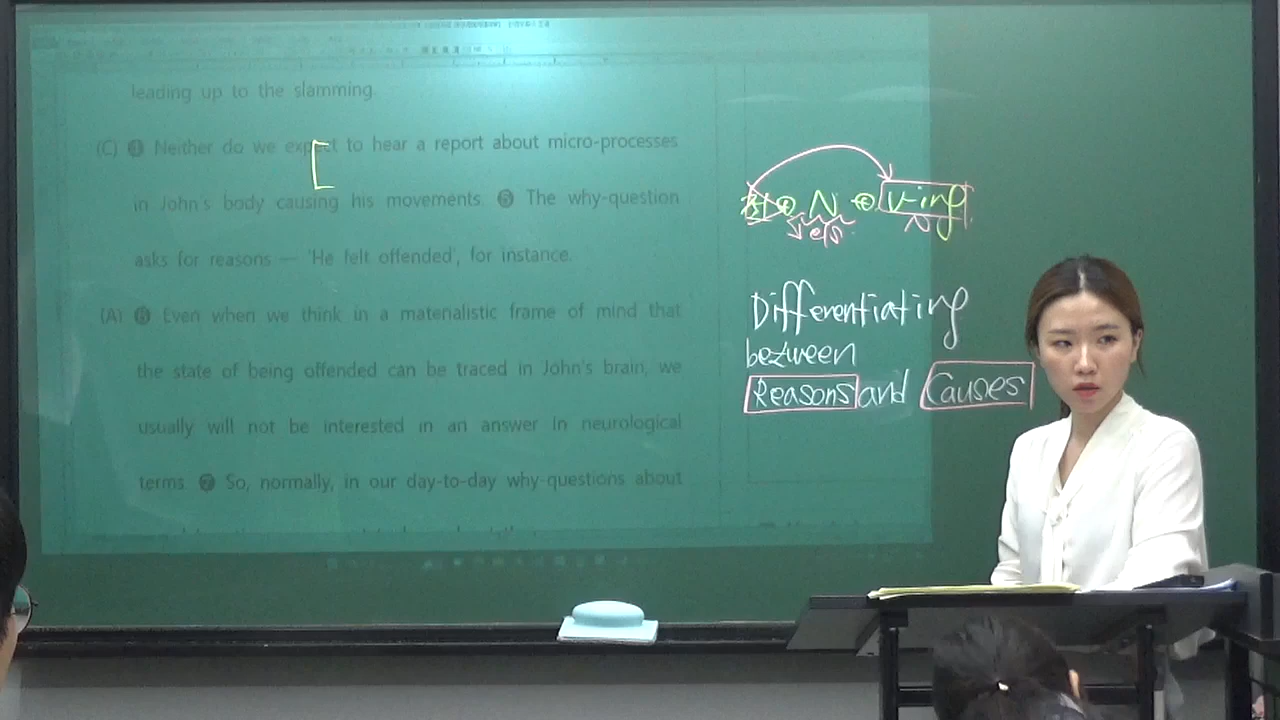 leading up to the slamming.
(C) ❹ Neither do we expect to hear a report about micro-processes
in John's body causing his movements. ❺ The why-question
asks for reasons — 'He felt offended', for instance.
(A) ❻ Even when we think in a materialistic frame of mind that
the state of being offended can be traced in John's brain, we
usually will not be interested in an answer in neurological
terms. ❼ So, normally, in our day-to-day why-questions about
N ⊕ V-ing
N
Differentiating
between
Reasons and Causes